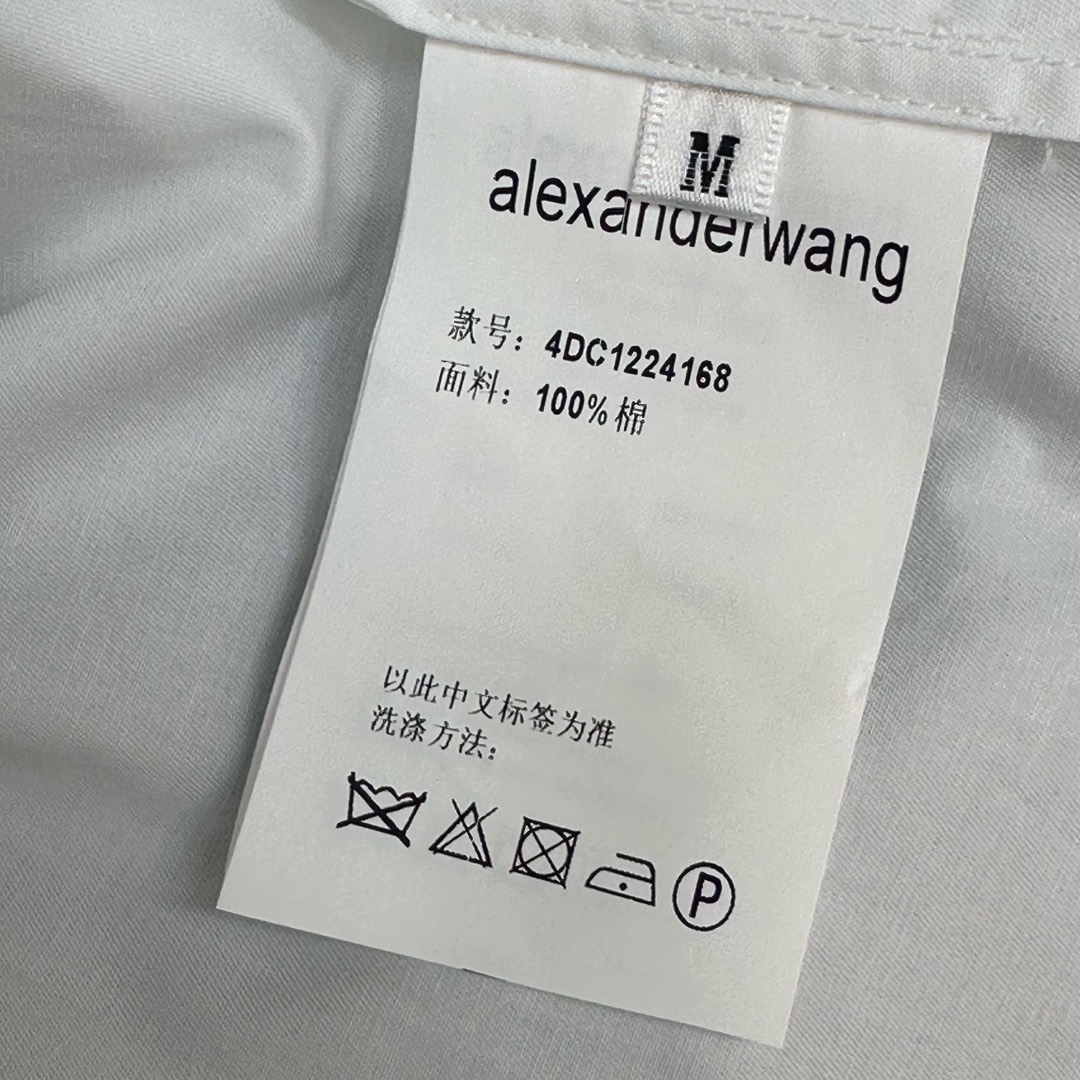 M
alexanderwang
款号：4DC1224168
面料：100%棉
以此中文标签为准
洗涤方法：
P